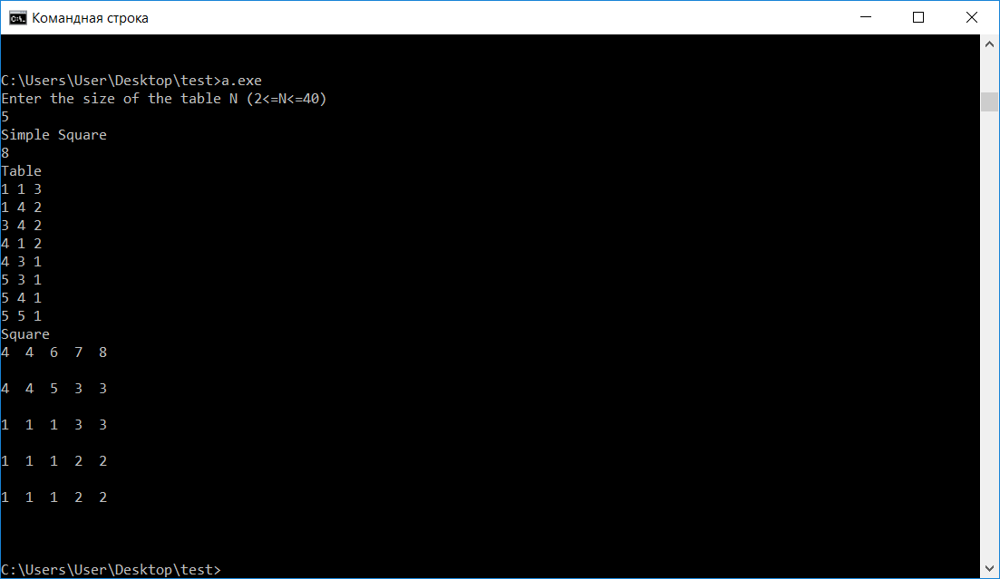 Командная строка
C:\Users\User\Desktop\test>a.exe
Enter the size of the table N (2<=N<=40)
5
Simple Square
8
Table
1 1 3
1 4 2
3 4 2
4 1 2
4 3 1
5 3 1
5 4 1
5 5 1
Square
4  4  6  7  8
4  4  5  3  3
1  1  1  3  3
1  1  1  2  2
1  1  1  2  2
C:\Users\User\Desktop\test>